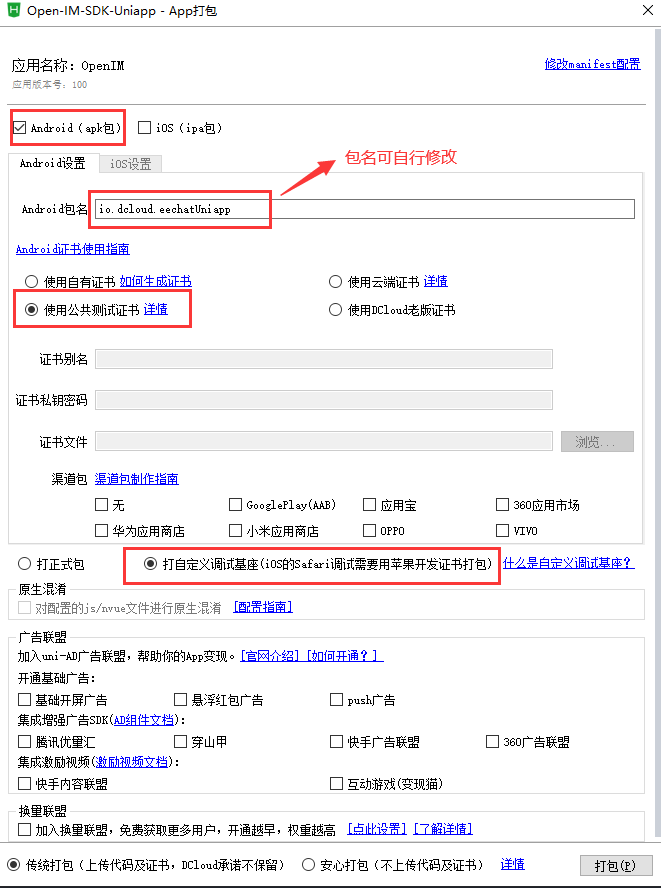 Open-IM-SDK-Uniapp - App打包
应用名称: OpenIM
修改manifest配置
应用版本号: 100
Android（apk包） iOS（ipa包）
包名可自行修改
Android设置 iOS设置
Android包名 io.dcloud.eechatUniapp
Android证书使用指南
使用自有证书 如何生成证书 使用云端证书 详情
使用公共测试证书 详情 使用DCloud老版证书
证书别名
证书私钥密码
证书文件 浏览...
渠道包 渠道包制作指南
无 GooglePlay(AAB) 应用宝 360应用市场
华为应用商店 小米应用商店 OPPO VIVO
打正式包 打自定义调试基座(iOS的Safari调试需要用苹果开发证书打包) 什么是自定义调试基座？
原生混淆
对配置的js/nvue文件进行原生混淆 [配置指南]
广告联盟
加入uni-AD广告联盟，帮助你的App变现。[官网介绍] [如何开通？]
开通基础广告:
基础开屏广告 悬浮红包广告 push广告
集成增强广告SDK(AD组件文档):
腾讯优量汇 穿山甲 快手广告联盟 360广告联盟
集成激励视频(激励视频文档):
快手内容联盟 互动游戏(变现猫)
换量联盟
加入换量联盟，免费获取更多用户，开通越早，权重越高 [点此设置] [了解详情]
传统打包（上传代码及证书，DCloud承诺不保留） 安心打包（不上传代码及证书） 详情 打包(P)